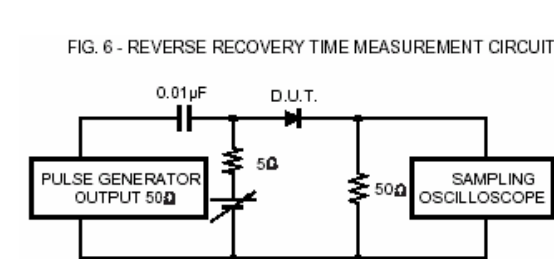 FIG. 6 - REVERSE RECOVERY TIME MEASUREMENT CIRCUIT
0.01μF
D.U.T.
5Ω
PULSE GENERATOR
OUTPUT 50Ω
50Ω
SAMPLING
OSCILLOSCOPE